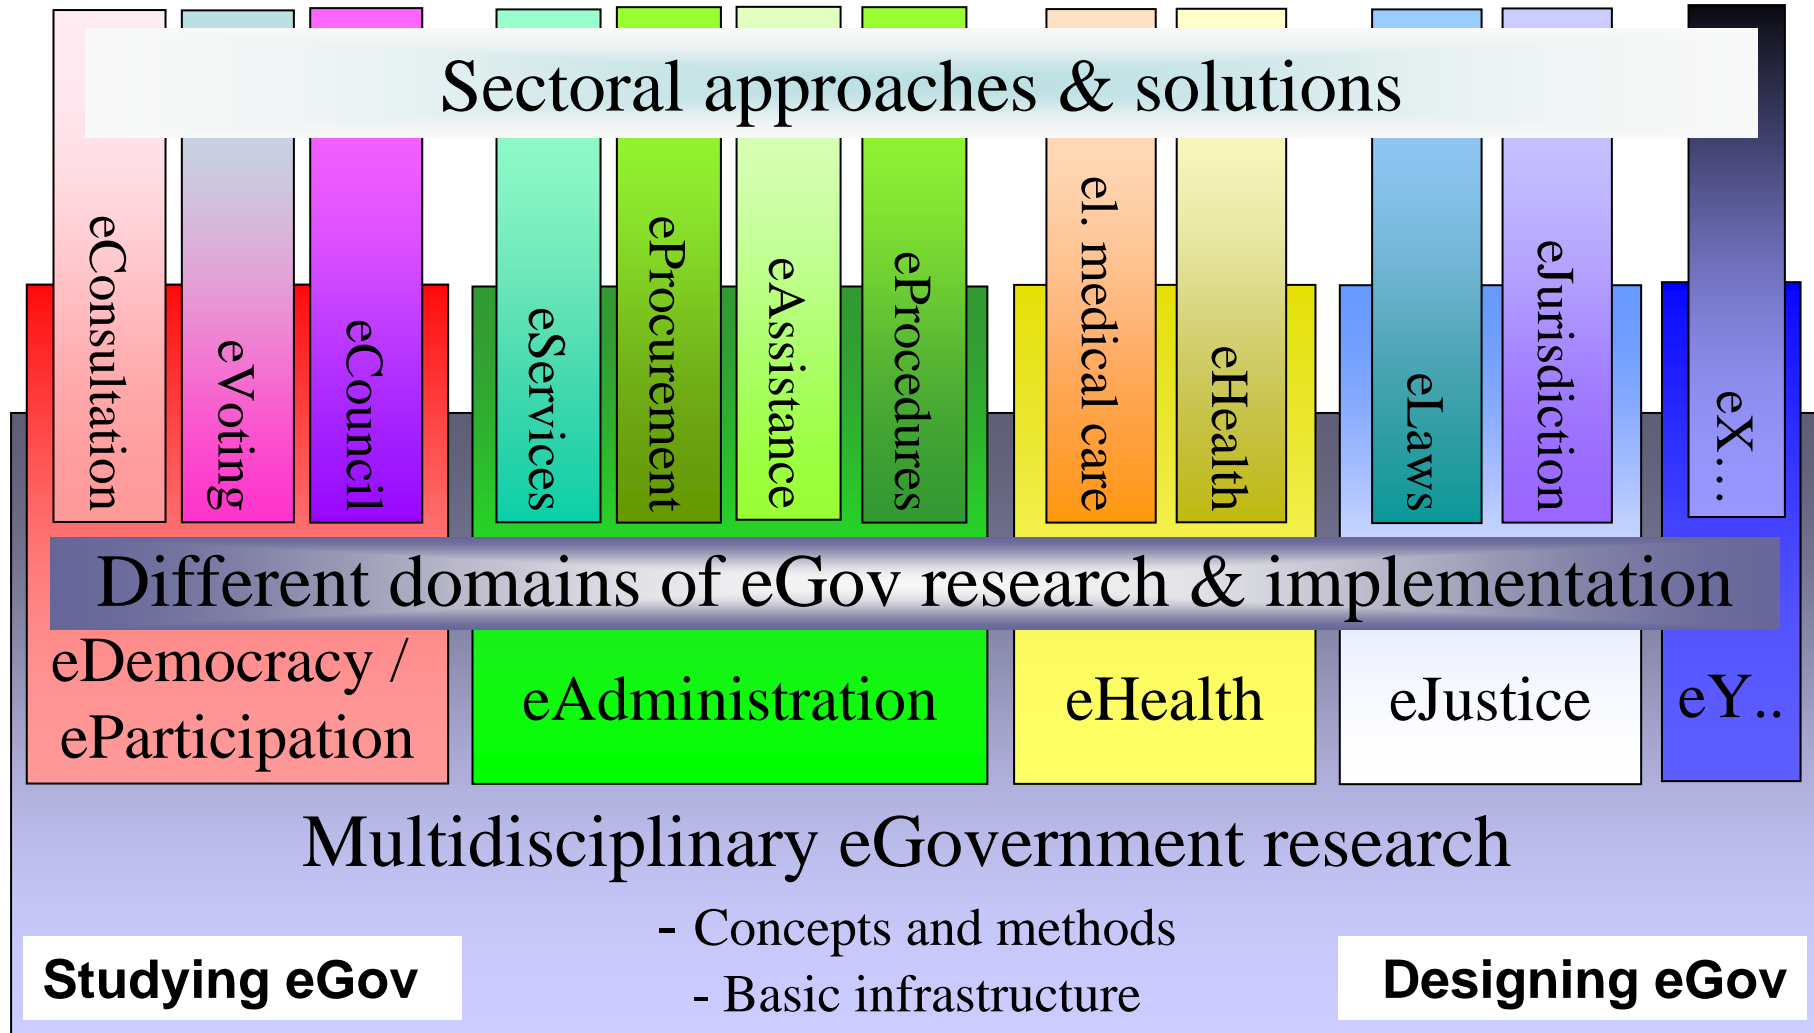 Sectoral approaches & solutions
eConsultation
eVoting
eCouncil
eServices
eProcurement
eAssistance
eProcedures
el. medical care
eHealth
eLaws
eJurisdiction
eX…
Different domains of eGov research & implementation
eDemocracy /
eParticipation
eAdministration
eHealth
eJustice
eY..
Multidisciplinary eGovernment research
- Concepts and methods
- Basic infrastructure
Studying eGov
Designing eGov